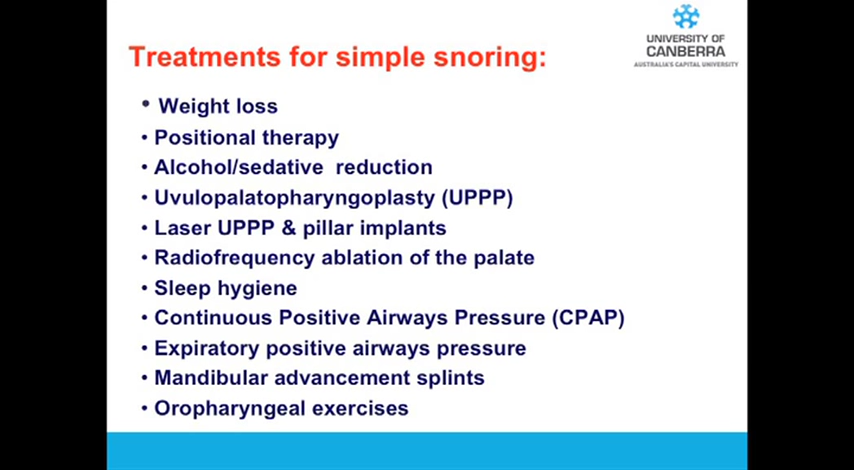 UNIVERSITY OF
CANBERRA
AUSTRALIA'S CAPITAL UNIVERSITY
Treatments for simple snoring:
• Weight loss
• Positional therapy
• Alcohol/sedative reduction
• Uvulopalatopharyngoplasty (UPPP)
• Laser UPPP & pillar implants
• Radiofrequency ablation of the palate
• Sleep hygiene
• Continuous Positive Airways Pressure (CPAP)
• Expiratory positive airways pressure
• Mandibular advancement splints
• Oropharyngeal exercises